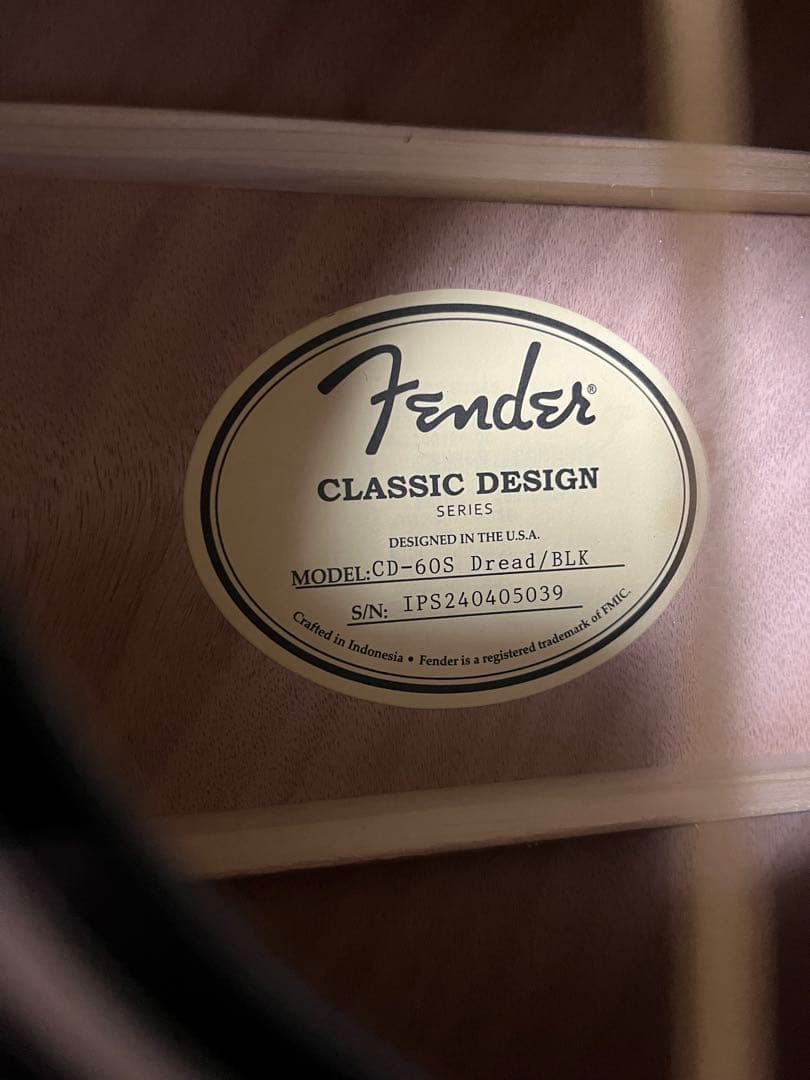 Fender®
CLASSIC DESIGN
SERIES
DESIGNED IN THE U.S.A.
MODEL:CD-60S Dread/BLK
S/N: IPS240405039
Crafted in Indonesia • Fender is a registered trademark of FMIC.